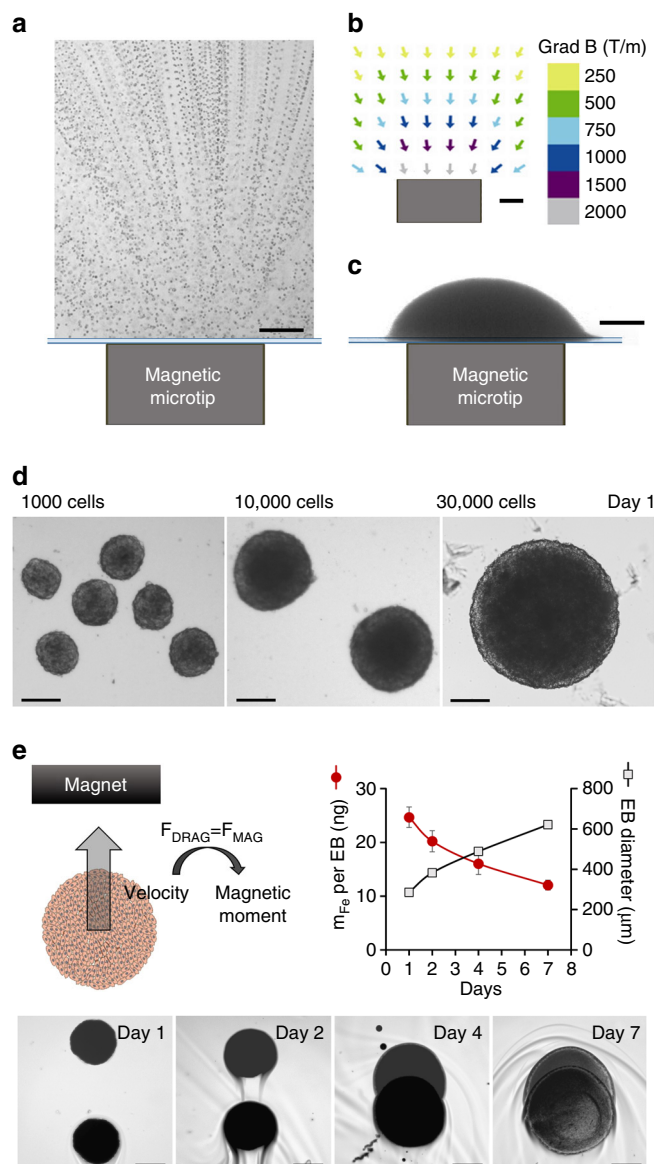 a
b
Grad B (T/m)
250
500
750
1000
1500
2000
c
Magnetic
microtip
Magnetic
microtip
d
1000 cells
10,000 cells
30,000 cells
Day 1
e
Magnet
F_DRAG=F_MAG
Velocity
Magnetic
moment
m_Fe per EB (ng)
30
20
10
0
EB diameter (μm)
800
600
400
200
0
0 1 2 3 4 5 6 7 8
Days
Day 1
Day 2
Day 4
Day 7